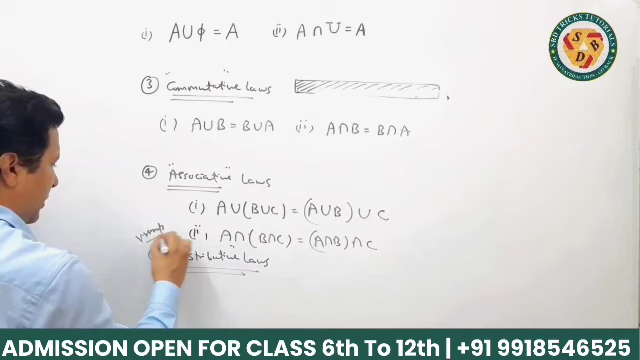 (i) A∪ϕ = A (ii) A∩U = A
③ "Commutative" laws
(i) A∪B = B∪A (ii) A∩B = B∩A
④ "Associative" laws
(i) A∪(B∪C) = (A∪B)∪C
(ii) A∩(B∩C) = (A∩B)∩C
laws
SBD TRICKS TUTORIALS
SBD
ADMISSION OPEN FOR CLASS 6th To 12th | +91 9918546525